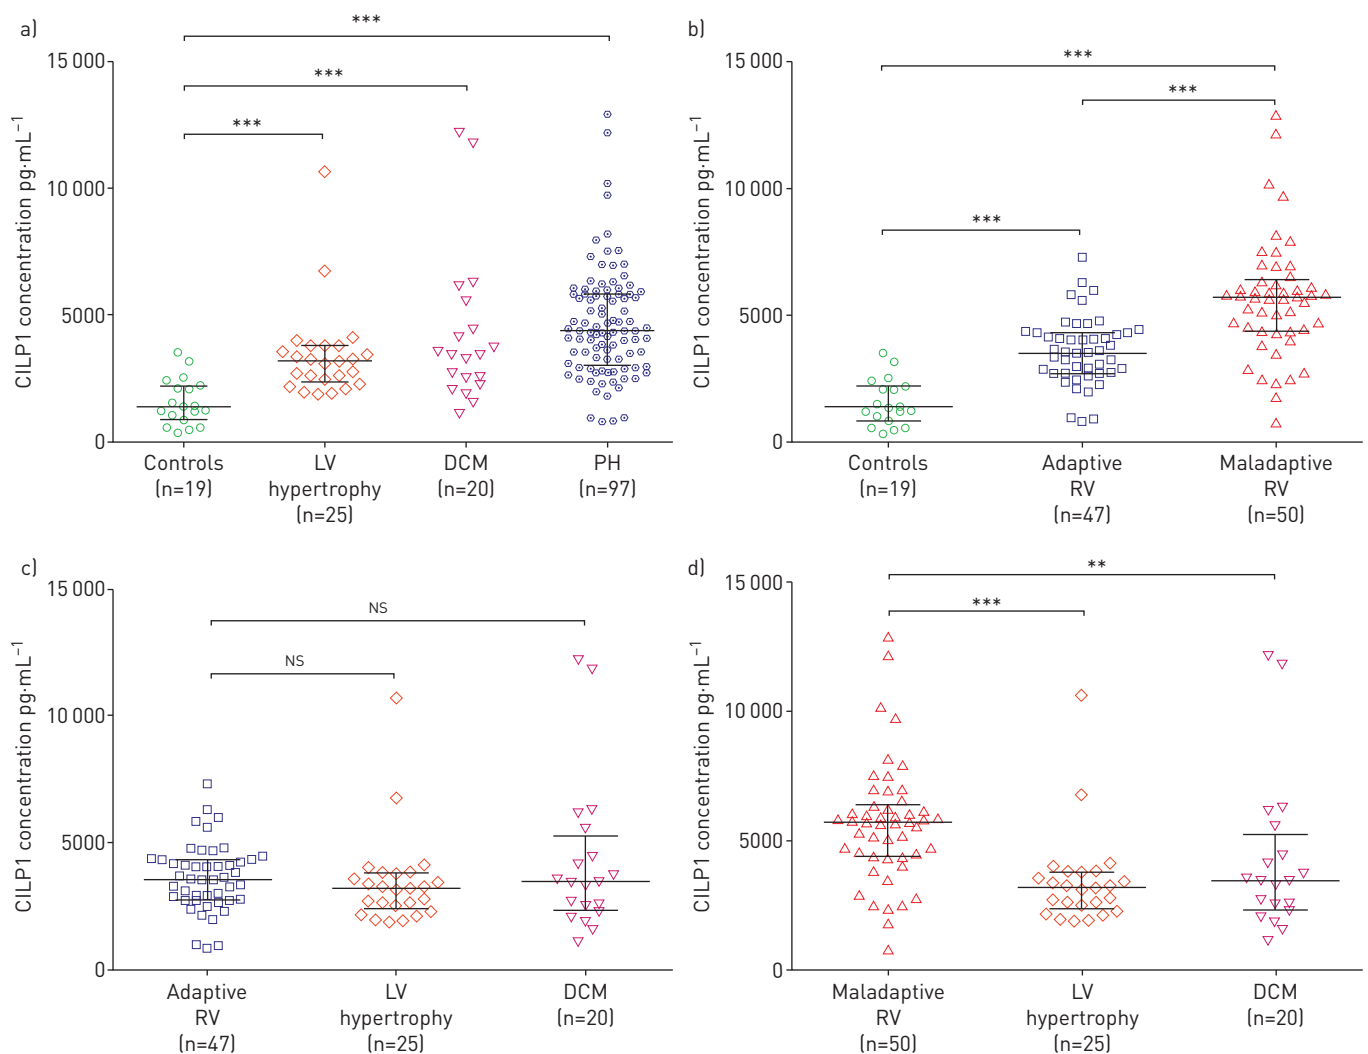 a)
***
***
***
15 000
10 000
5000
0
CILP1 concentration pg·mL⁻¹
Controls
(n=19)
LV
hypertrophy
(n=25)
DCM
(n=20)
PH
(n=97)
b)
***
***
***
15 000
10 000
5000
0
CILP1 concentration pg·mL⁻¹
Controls
(n=19)
Adaptive
RV
(n=47)
Maladaptive
RV
(n=50)
c)
NS
NS
15 000
10 000
5000
0
CILP1 concentration pg·mL⁻¹
Adaptive
RV
(n=47)
LV
hypertrophy
(n=25)
DCM
(n=20)
d)
**
***
15 000
10 000
5000
0
CILP1 concentration pg·mL⁻¹
Maladaptive
RV
(n=50)
LV
hypertrophy
(n=25)
DCM
(n=20)